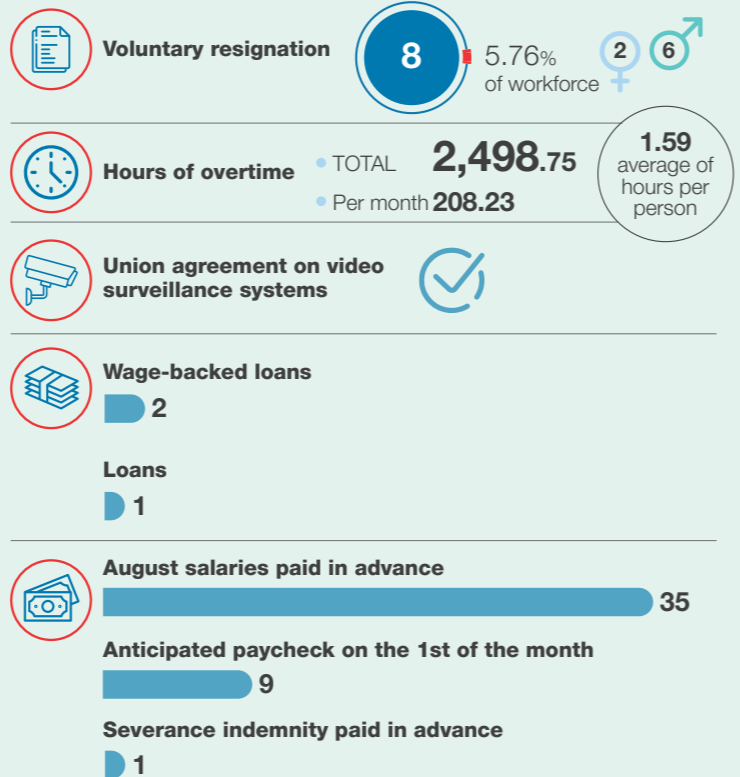 Voluntary resignation
8
5.76%
of workforce
2
6
Hours of overtime
• TOTAL 2,498.75
• Per month 208.23
1.59
average of
hours per
person
Union agreement on video
surveillance systems
Wage-backed loans
2
Loans
1
August salaries paid in advance
35
Anticipated paycheck on the 1st of the month
9
Severance indemnity paid in advance
1